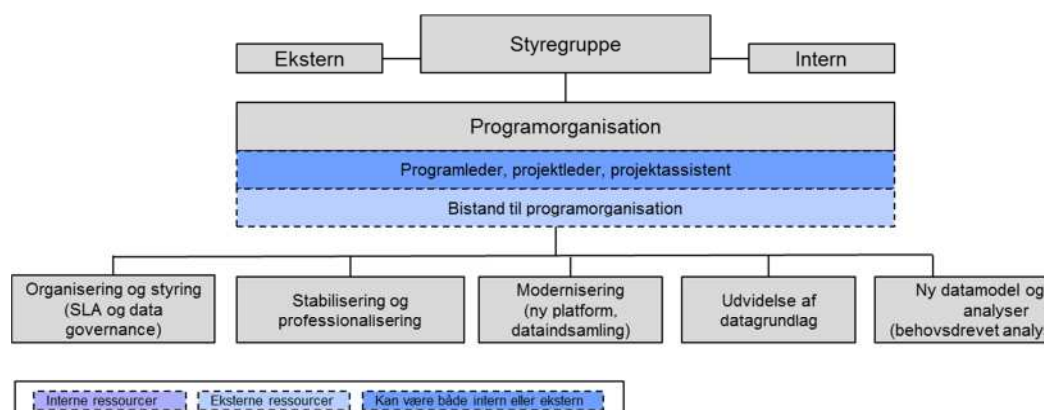 Styregruppe
Ekstern
Intern
Programorganisation
Programleder, projektleder, projektassistent
Bistand til programorganisation
Organisering og styring
(SLA og data
governance)
Stabilisering og
professionalisering
Modernisering
(ny platform,
dataindsamling)
Udvidelse af
datagrundlag
Ny datamodel og
analyser
(behovsdrevet
Interne ressourcer
Eksterne ressourcer
Kan være både intern eller ekstern